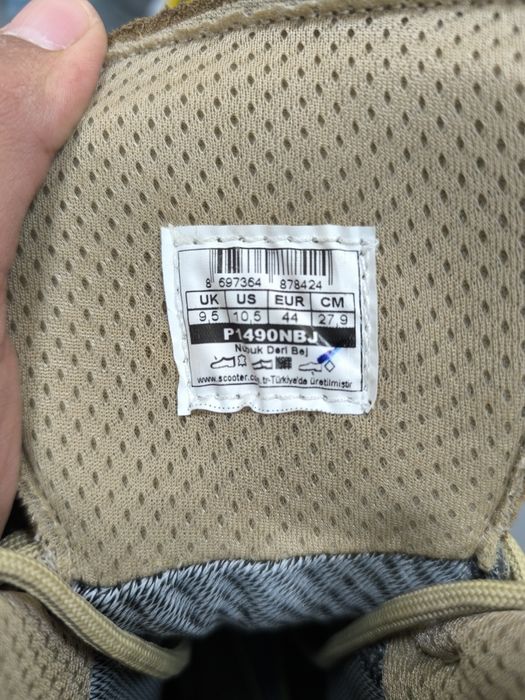 8 697364 878424
UK US EUR CM
9,5 10,5 44 27,9
P1490NBJ
Nubuk Deri Bej
www.scooter.com.tr-Türkiye'de üretilmiştir